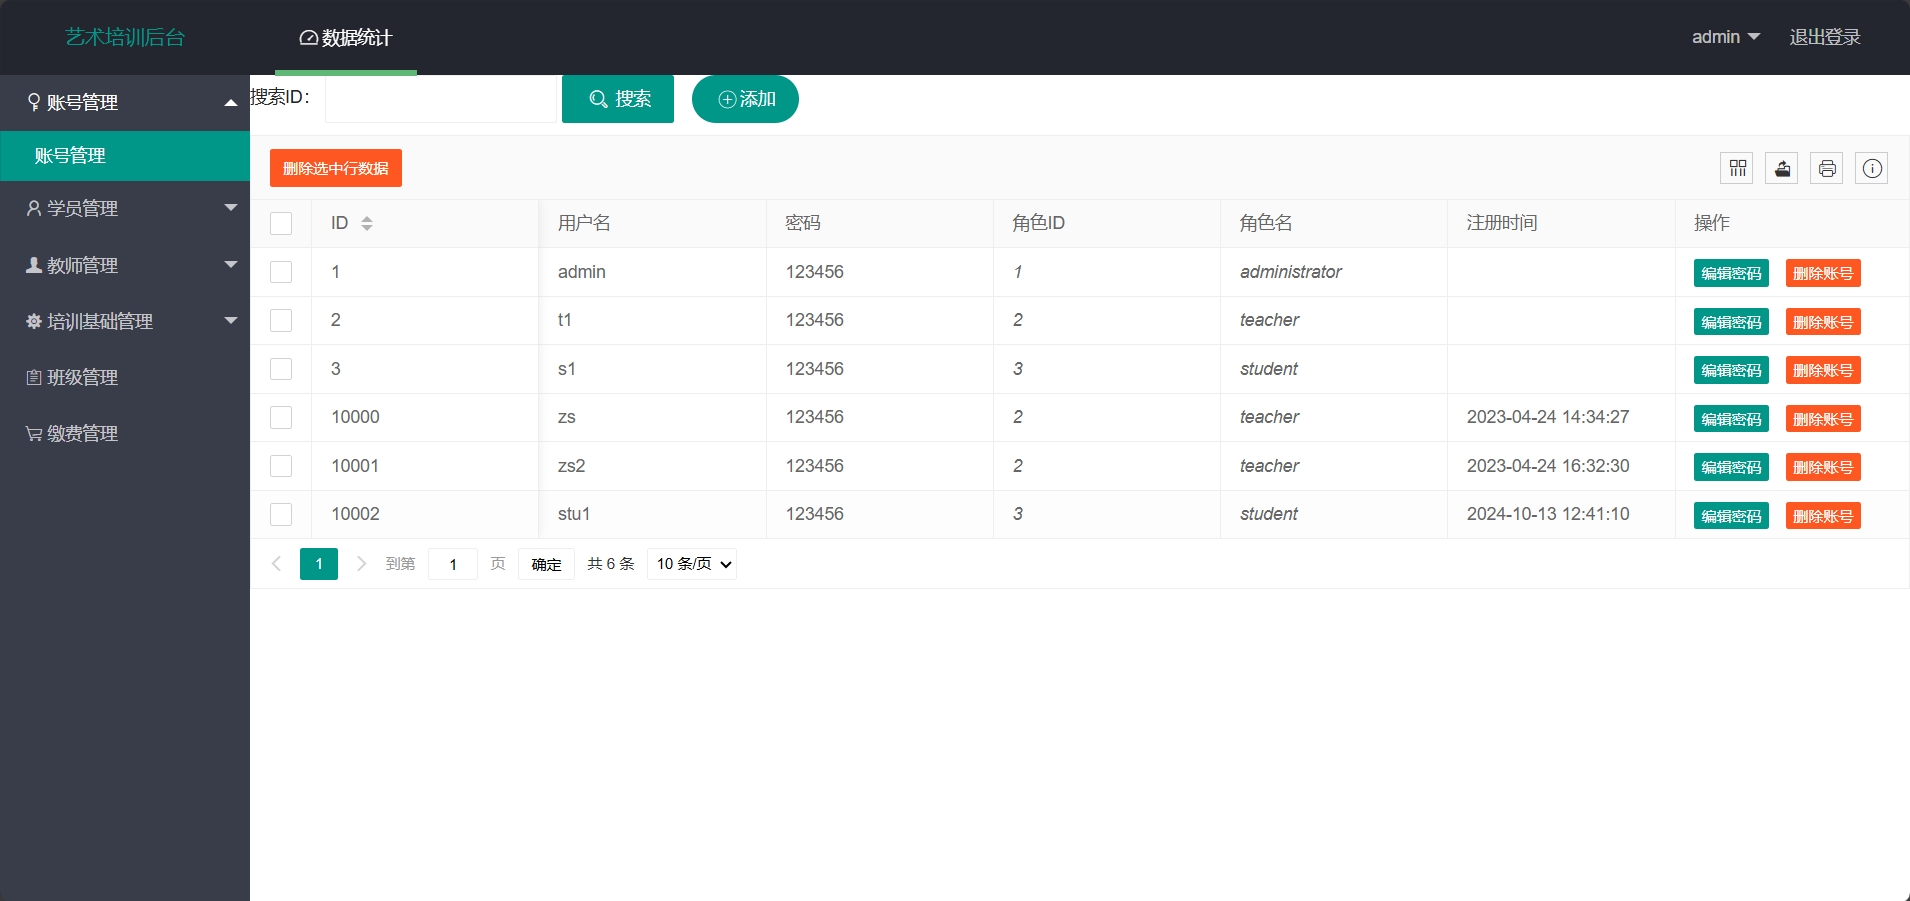 艺术培训后台
数据统计
admin
退出登录
账号管理
账号管理
学员管理
教师管理
培训基础管理
班级管理
缴费管理
搜索ID：
搜索
添加
删除选中行数据
ID 用户名 密码 角色ID 角色名 注册时间 操作
1 admin 123456 1 administrator 编辑密码 删除账号
2 t1 123456 2 teacher 编辑密码 删除账号
3 s1 123456 3 student 编辑密码 删除账号
10000 zs 123456 2 teacher 2023-04-24 14:34:27 编辑密码 删除账号
10001 zs2 123456 2 teacher 2023-04-24 16:32:30 编辑密码 删除账号
10002 stu1 123456 3 student 2024-10-13 12:41:10 编辑密码 删除账号
1 到第 1 页 确定 共 6 条 10 条/页